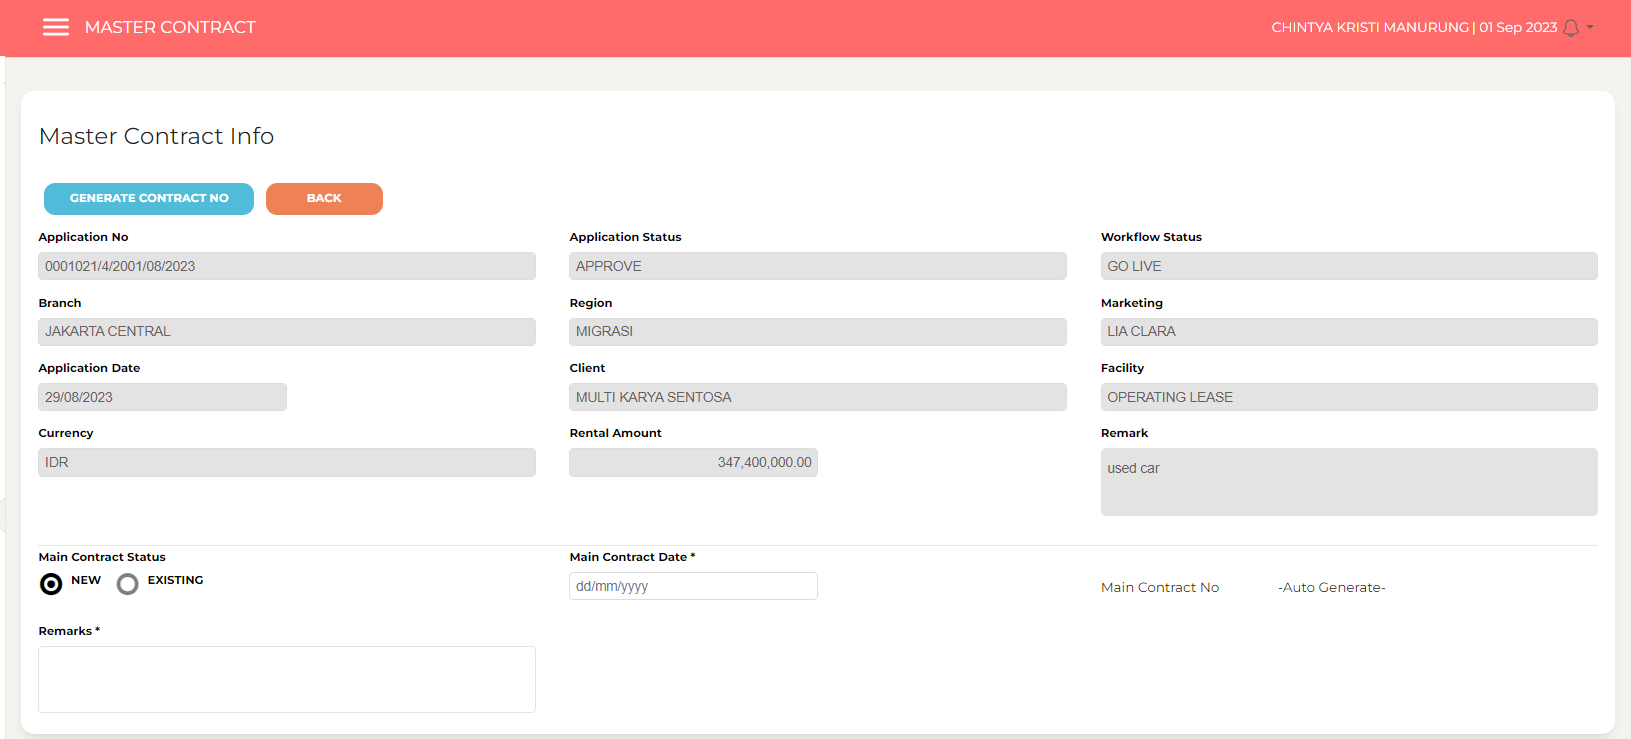 MASTER CONTRACT
CHINTYA KRISTI MANURUNG | 01 Sep 2023
Master Contract Info
GENERATE CONTRACT NO
BACK
Application No
Application Status
Workflow Status
0001021/4/2001/08/2023
APPROVE
GO LIVE
Branch
Region
Marketing
JAKARTA CENTRAL
MIGRASI
LIA CLARA
Application Date
Client
Facility
29/08/2023
MULTI KARYA SENTOSA
OPERATING LEASE
Currency
Rental Amount
Remark
IDR
347,400,000.00
used car
Main Contract Status
Main Contract Date *
NEW
EXISTING
dd/mm/yyyy
Main Contract No
-Auto Generate-
Remarks *